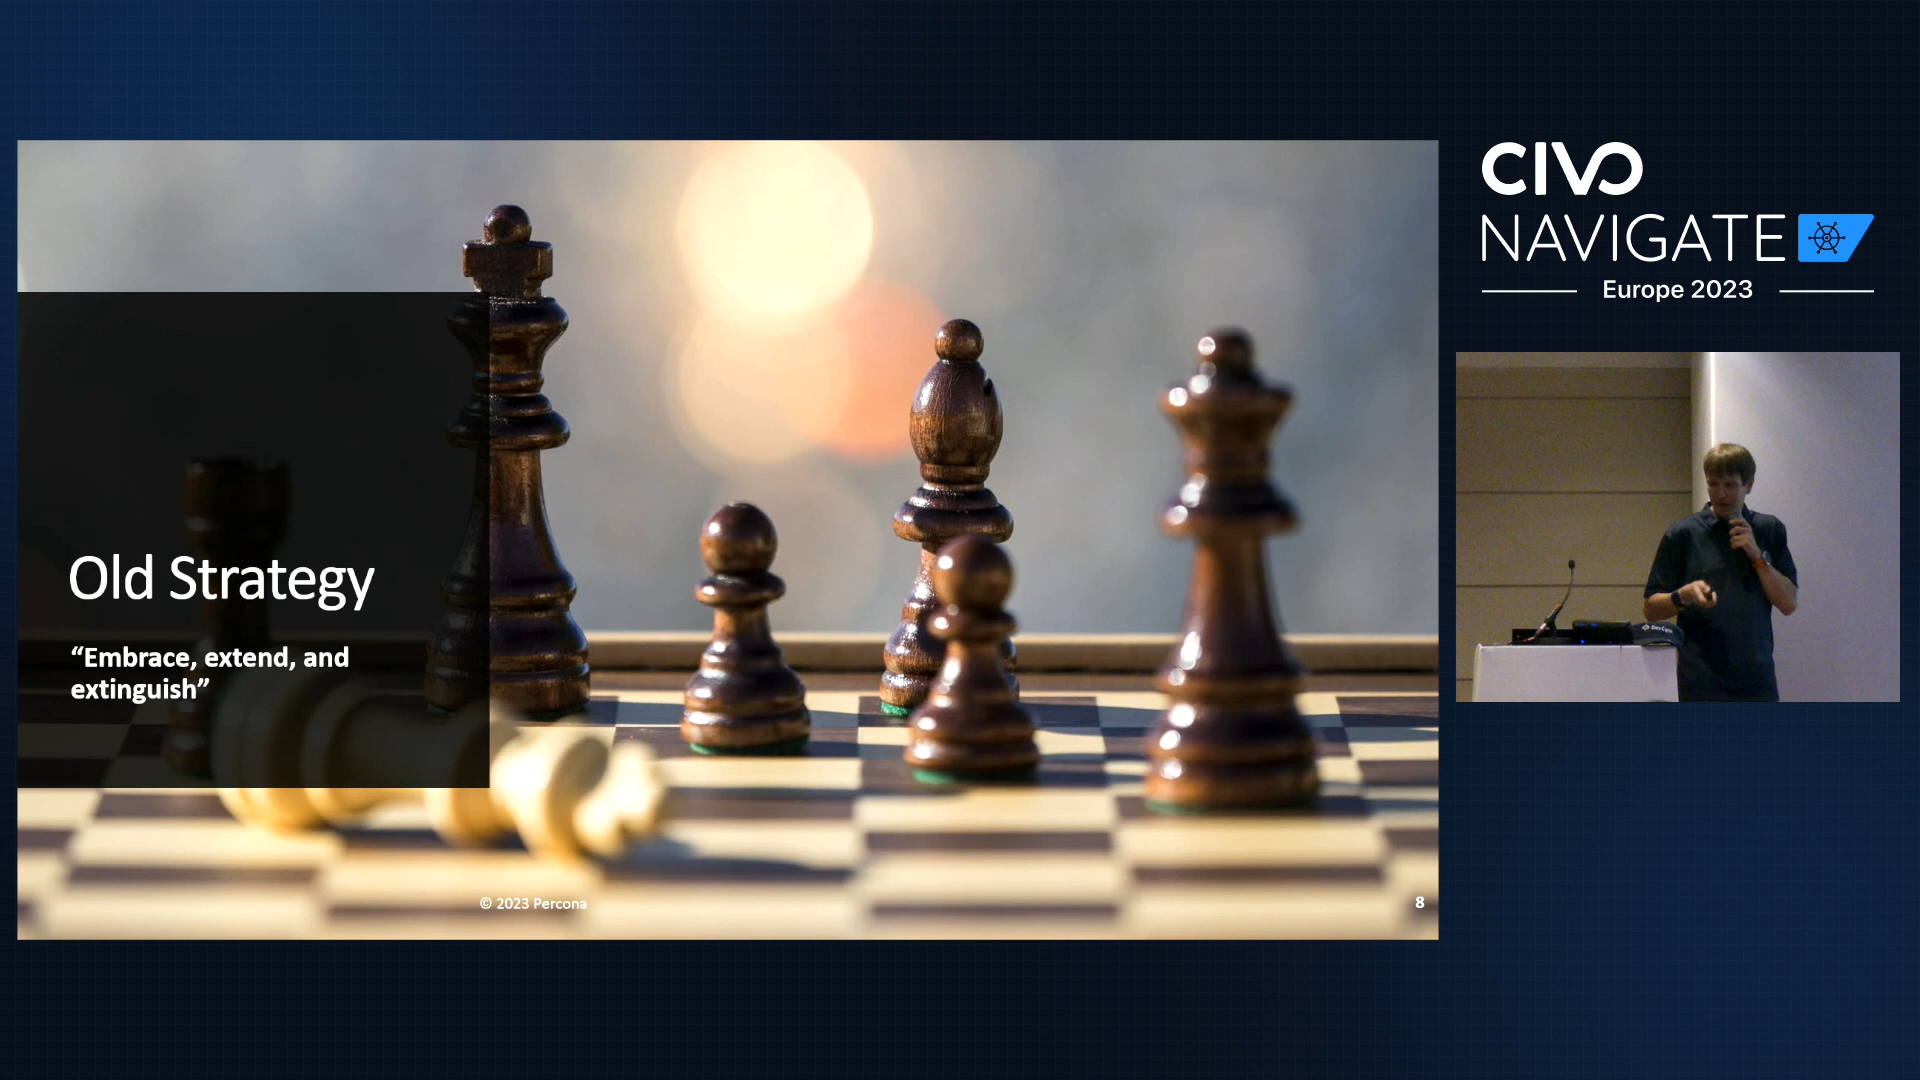 CIVO
NAVIGATE
Europe 2023
Old Strategy
“Embrace, extend, and
extinguish”
© 2023 Percona
8